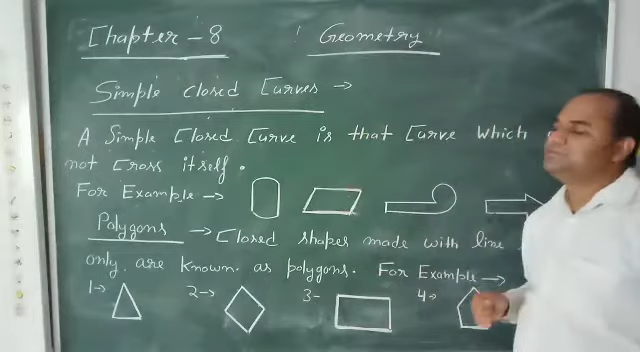 Chapter - 8 Geometry
Simple Closed Curves →
A Simple Closed Curve is that Curve which
not cross itself.
For Example →
Polygons → Closed shapes made with line
only are known as polygons. For Example →
1→ 2→ 3- 4→